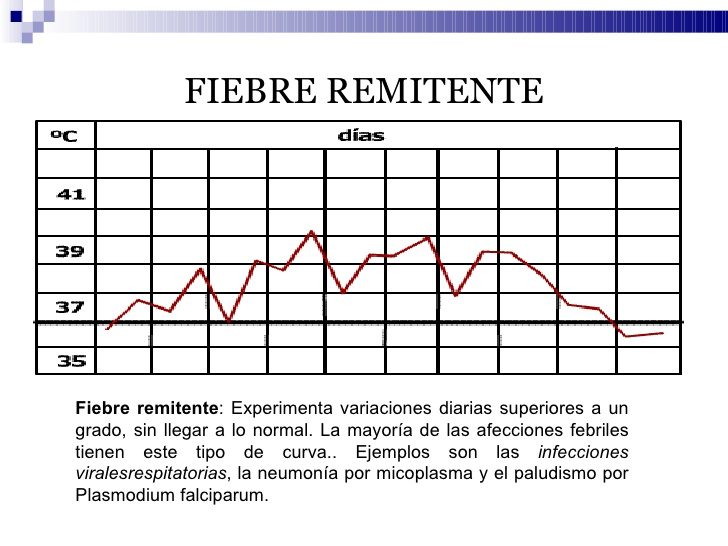 FIEBRE REMITENTE
ºC días
41
39
37
35
Fiebre remitente: Experimenta variaciones diarias superiores a un
grado, sin llegar a lo normal. La mayoría de las afecciones febriles
tienen este tipo de curva.. Ejemplos son las infecciones
viralesrespitatorias, la neumonía por micoplasma y el paludismo por
Plasmodium falciparum.